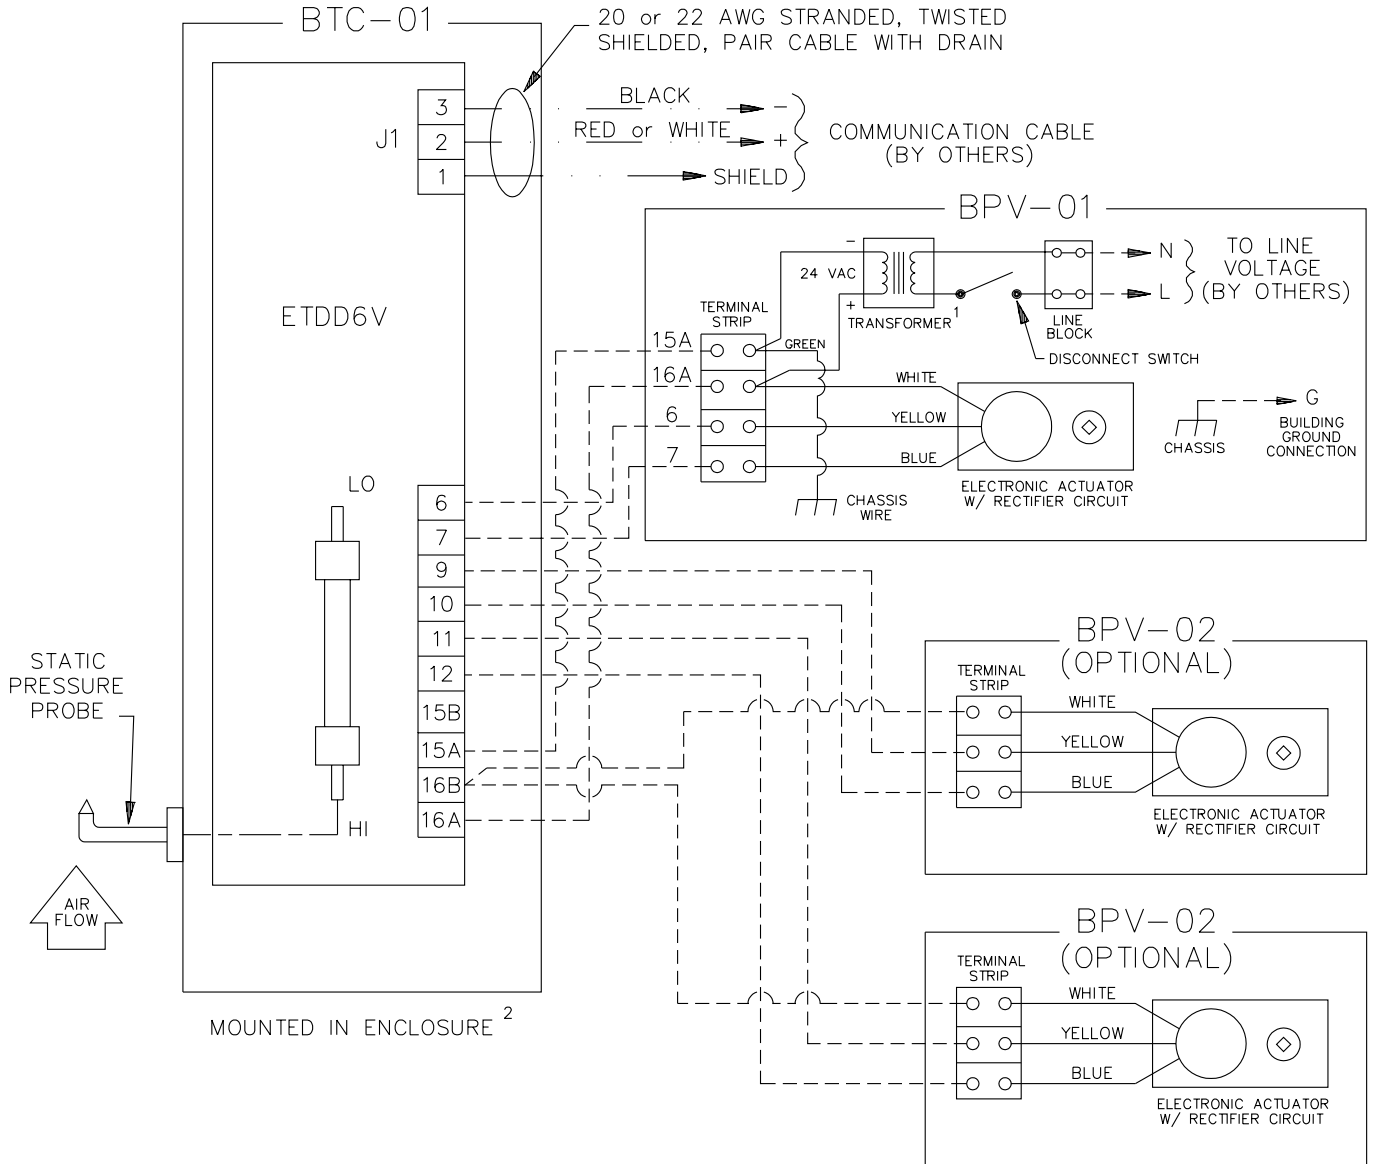 BTC-01
20 or 22 AWG STRANDED, TWISTED
SHIELDED, PAIR CABLE WITH DRAIN
J1
3
2
1
BLACK
-
RED or WHITE
+
SHIELD
COMMUNICATION CABLE
(BY OTHERS)
ETDD6V
BPV-01
-
24 VAC
+
TRANSFORMER
1
N
L
TO LINE
VOLTAGE
(BY OTHERS)
LINE
BLOCK
DISCONNECT SWITCH
TERMINAL
STRIP
15A
16A
6
7
GREEN
WHITE
YELLOW
BLUE
CHASSIS
WIRE
ELECTRONIC ACTUATOR
W/ RECTIFIER CIRCUIT
CHASSIS
G
BUILDING
GROUND
CONNECTION
LO
HI
6
7
9
10
11
12
15B
15A
16B
16A
STATIC
PRESSURE
PROBE
AIR
FLOW
MOUNTED IN ENCLOSURE 2
BPV-02
(OPTIONAL)
TERMINAL
STRIP
WHITE
YELLOW
BLUE
ELECTRONIC ACTUATOR
W/ RECTIFIER CIRCUIT
BPV-02
(OPTIONAL)
TERMINAL
STRIP
WHITE
YELLOW
BLUE
ELECTRONIC ACTUATOR
W/ RECTIFIER CIRCUIT